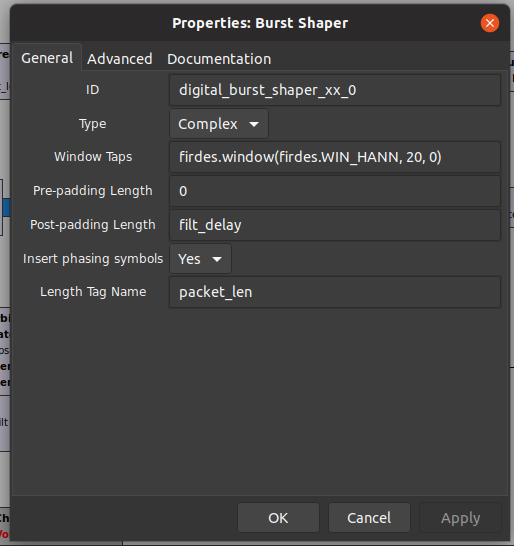 Properties: Burst Shaper
General Advanced Documentation
ID digital_burst_shaper_xx_0
Type Complex
Window Taps firdes.window(firdes.WIN_HANN, 20, 0)
Pre-padding Length 0
Post-padding Length filt_delay
Insert phasing symbols Yes
Length Tag Name packet_len
OK Cancel Apply